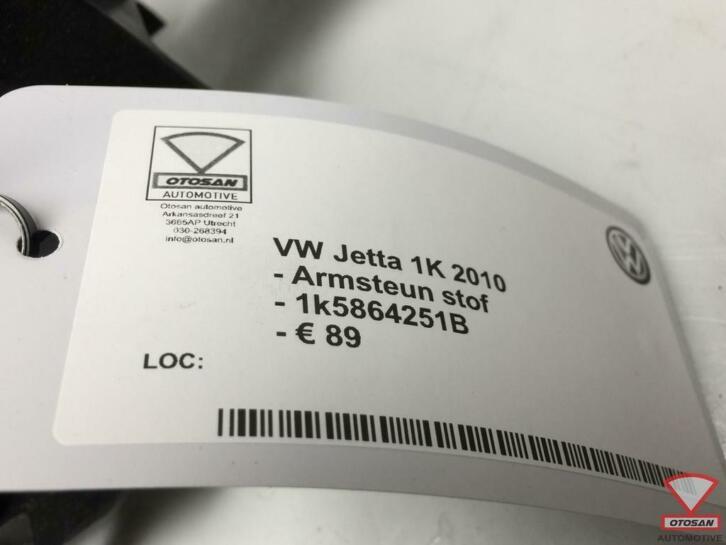 OTOSAN
AUTOMOTIVE
Otosan automotive
Arkansasdreef 21
3565AP Utrecht
030-268394
info@otosan.nl
VW Jetta 1K 2010
- Armsteun stof
- 1k5864251B
- € 89
LOC:
OTOSAN
AUTOMOTIVE